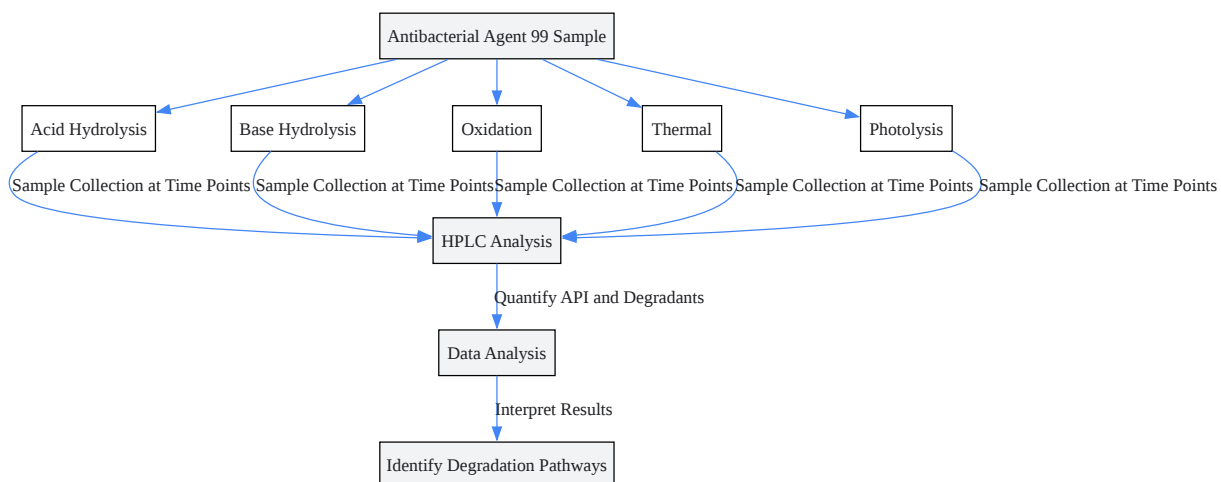 Antibacterial Agent 99 Sample
Acid Hydrolysis
Base Hydrolysis
Oxidation
Thermal
Photolysis
Sample Collection at Time Points
Sample Collection at Time Points
Sample Collection at Time Points
Sample Collection at Time Points
Sample Collection at Time Points
HPLC Analysis
Quantify API and Degradants
Data Analysis
Interpret Results
Identify Degradation Pathways